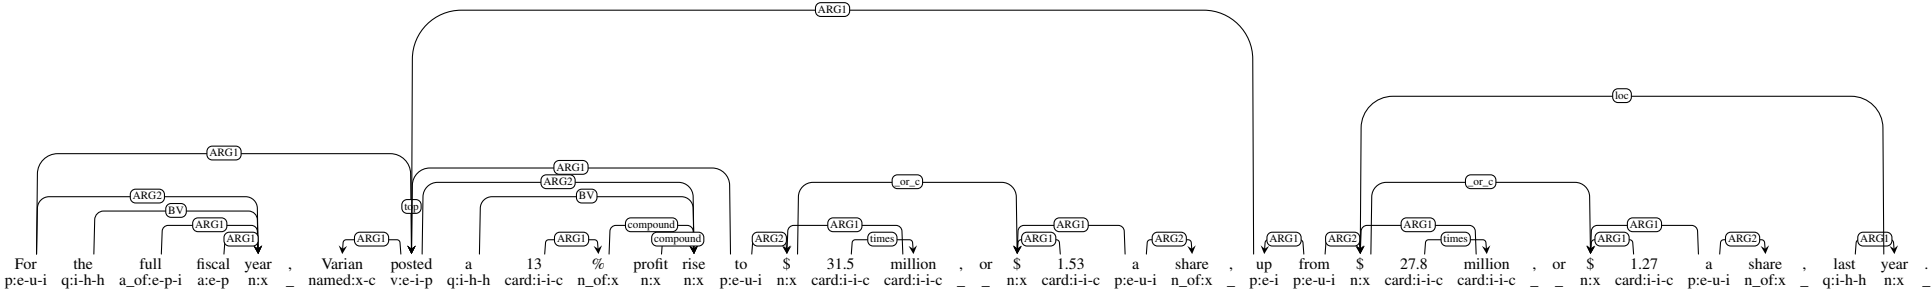 ARG1
loc
ARG1
ARG1
ARG2 _or_c _or_c
ARG2 BV
BV top
ARG1 compound ARG1 ARG1 ARG1 ARG1
ARG1 ARG1 ARG1 compound ARG2 times ARG1 ARG2 ARG1 ARG2 times ARG1 ARG2 ARG1
For the full fiscal year , Varian posted a 13 % profit rise to $ 31.5 million , or $ 1.53 a share , up from $ 27.8 million , or $ 1.27 a share , last year .
p:e-u-i q:i-h-h a_of:e-p-i a:e-p n:x _ named:x-c v:e-i-p q:i-h-h card:i-i-c n_of:x n:x n:x p:e-u-i n:x card:i-i-c card:i-i-c _ _ n:x card:i-i-c p:e-u-i n_of:x _ p:e-i p:e-u-i n:x card:i-i-c card:i-i-c _ _ n:x card:i-i-c p:e-u-i n_of:x _ q:i-h-h n:x _